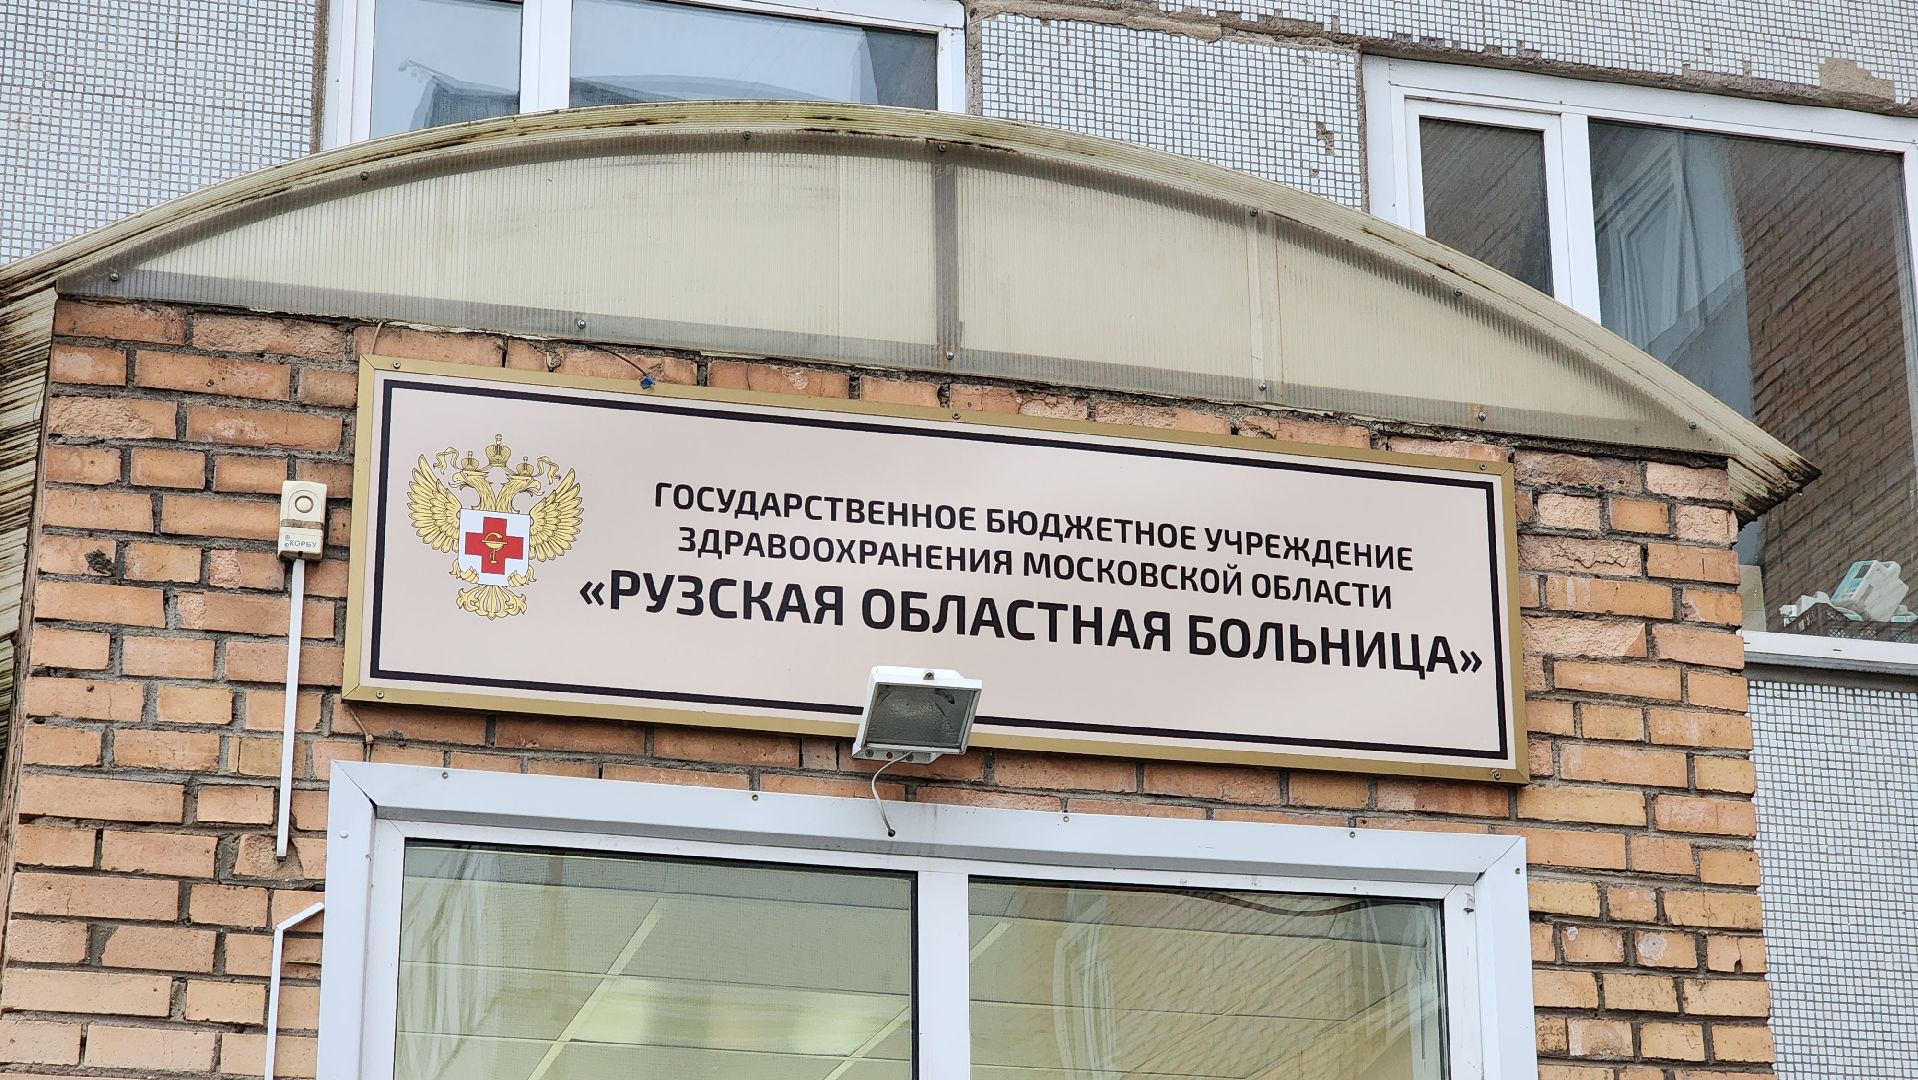 ГОСУДАРСТВЕННОЕ БЮДЖЕТНОЕ УЧРЕЖДЕНИЕ
ЗДРАВООХРАНЕНИЯ МОСКОВСКОЙ ОБЛАСТИ
«РУЗСКАЯ ОБЛАСТНАЯ БОЛЬНИЦА»
КОРБУ